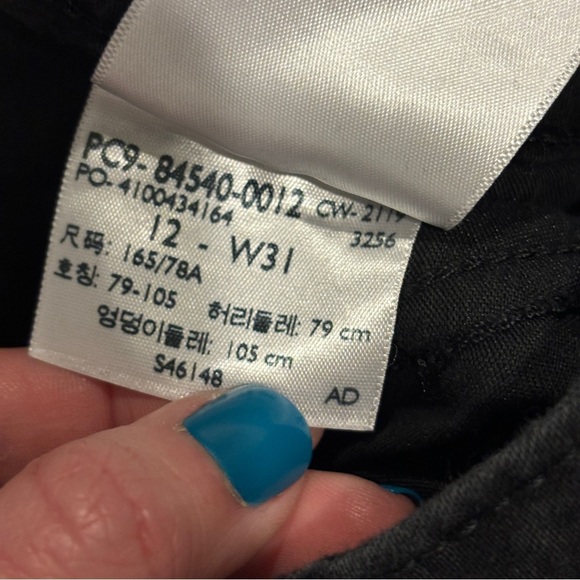 PC9-84540-0012 CW-2119
PO-4100434164 3256
12 - W31
尺码: 165/78A
호칭: 79-105 허리둘레: 79 cm
엉덩이둘레: 105 cm
S46148
AD